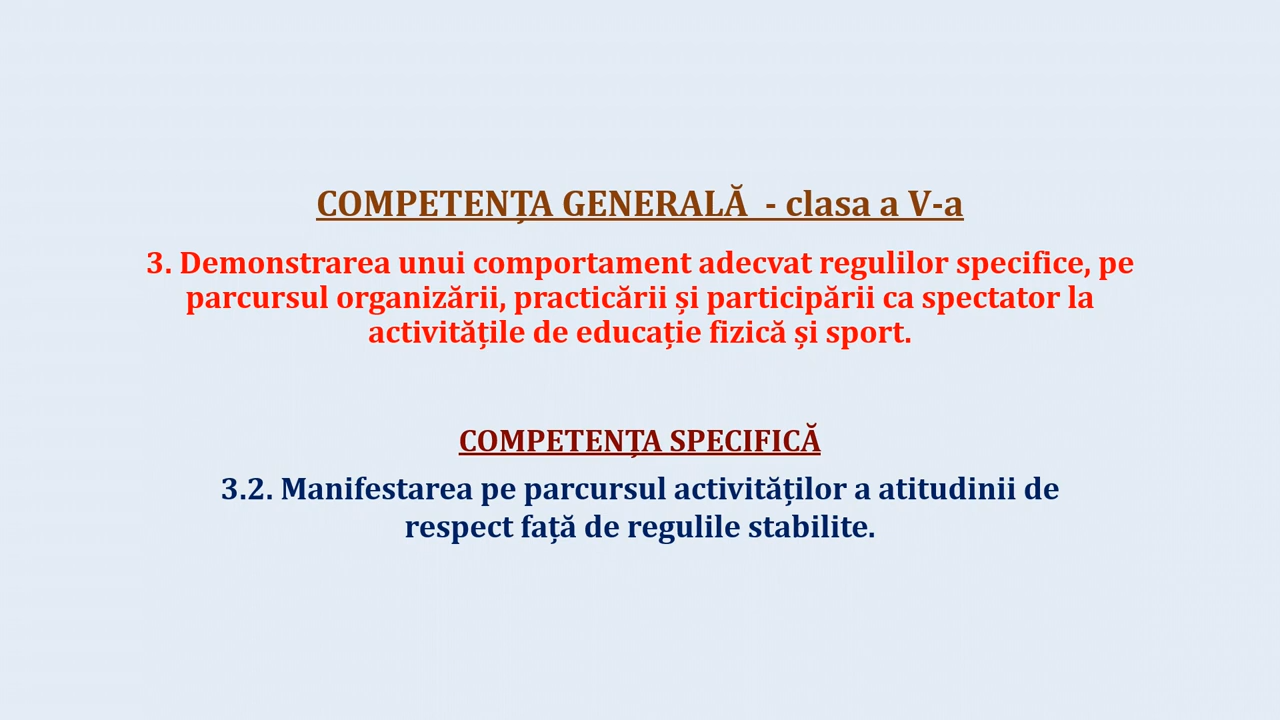 COMPETENȚA GENERALĂ - clasa a V-a
3. Demonstrarea unui comportament adecvat regulilor specifice, pe
parcursul organizării, practicării și participării ca spectator la
activitățile de educație fizică și sport.
COMPETENȚA SPECIFICĂ
3.2. Manifestarea pe parcursul activităților a atitudinii de
respect față de regulile stabilite.